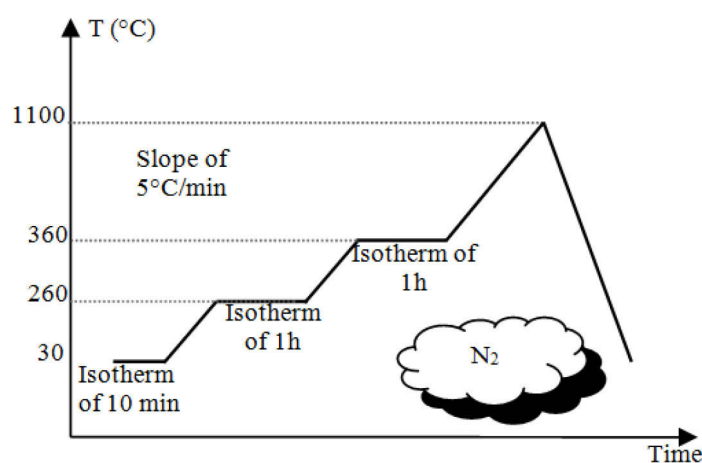 T (°C)
1100
Slope of
5°C/min
360
Isotherm of
1h
260
Isotherm
of 1h
N₂
30
Isotherm
of 10 min
Time